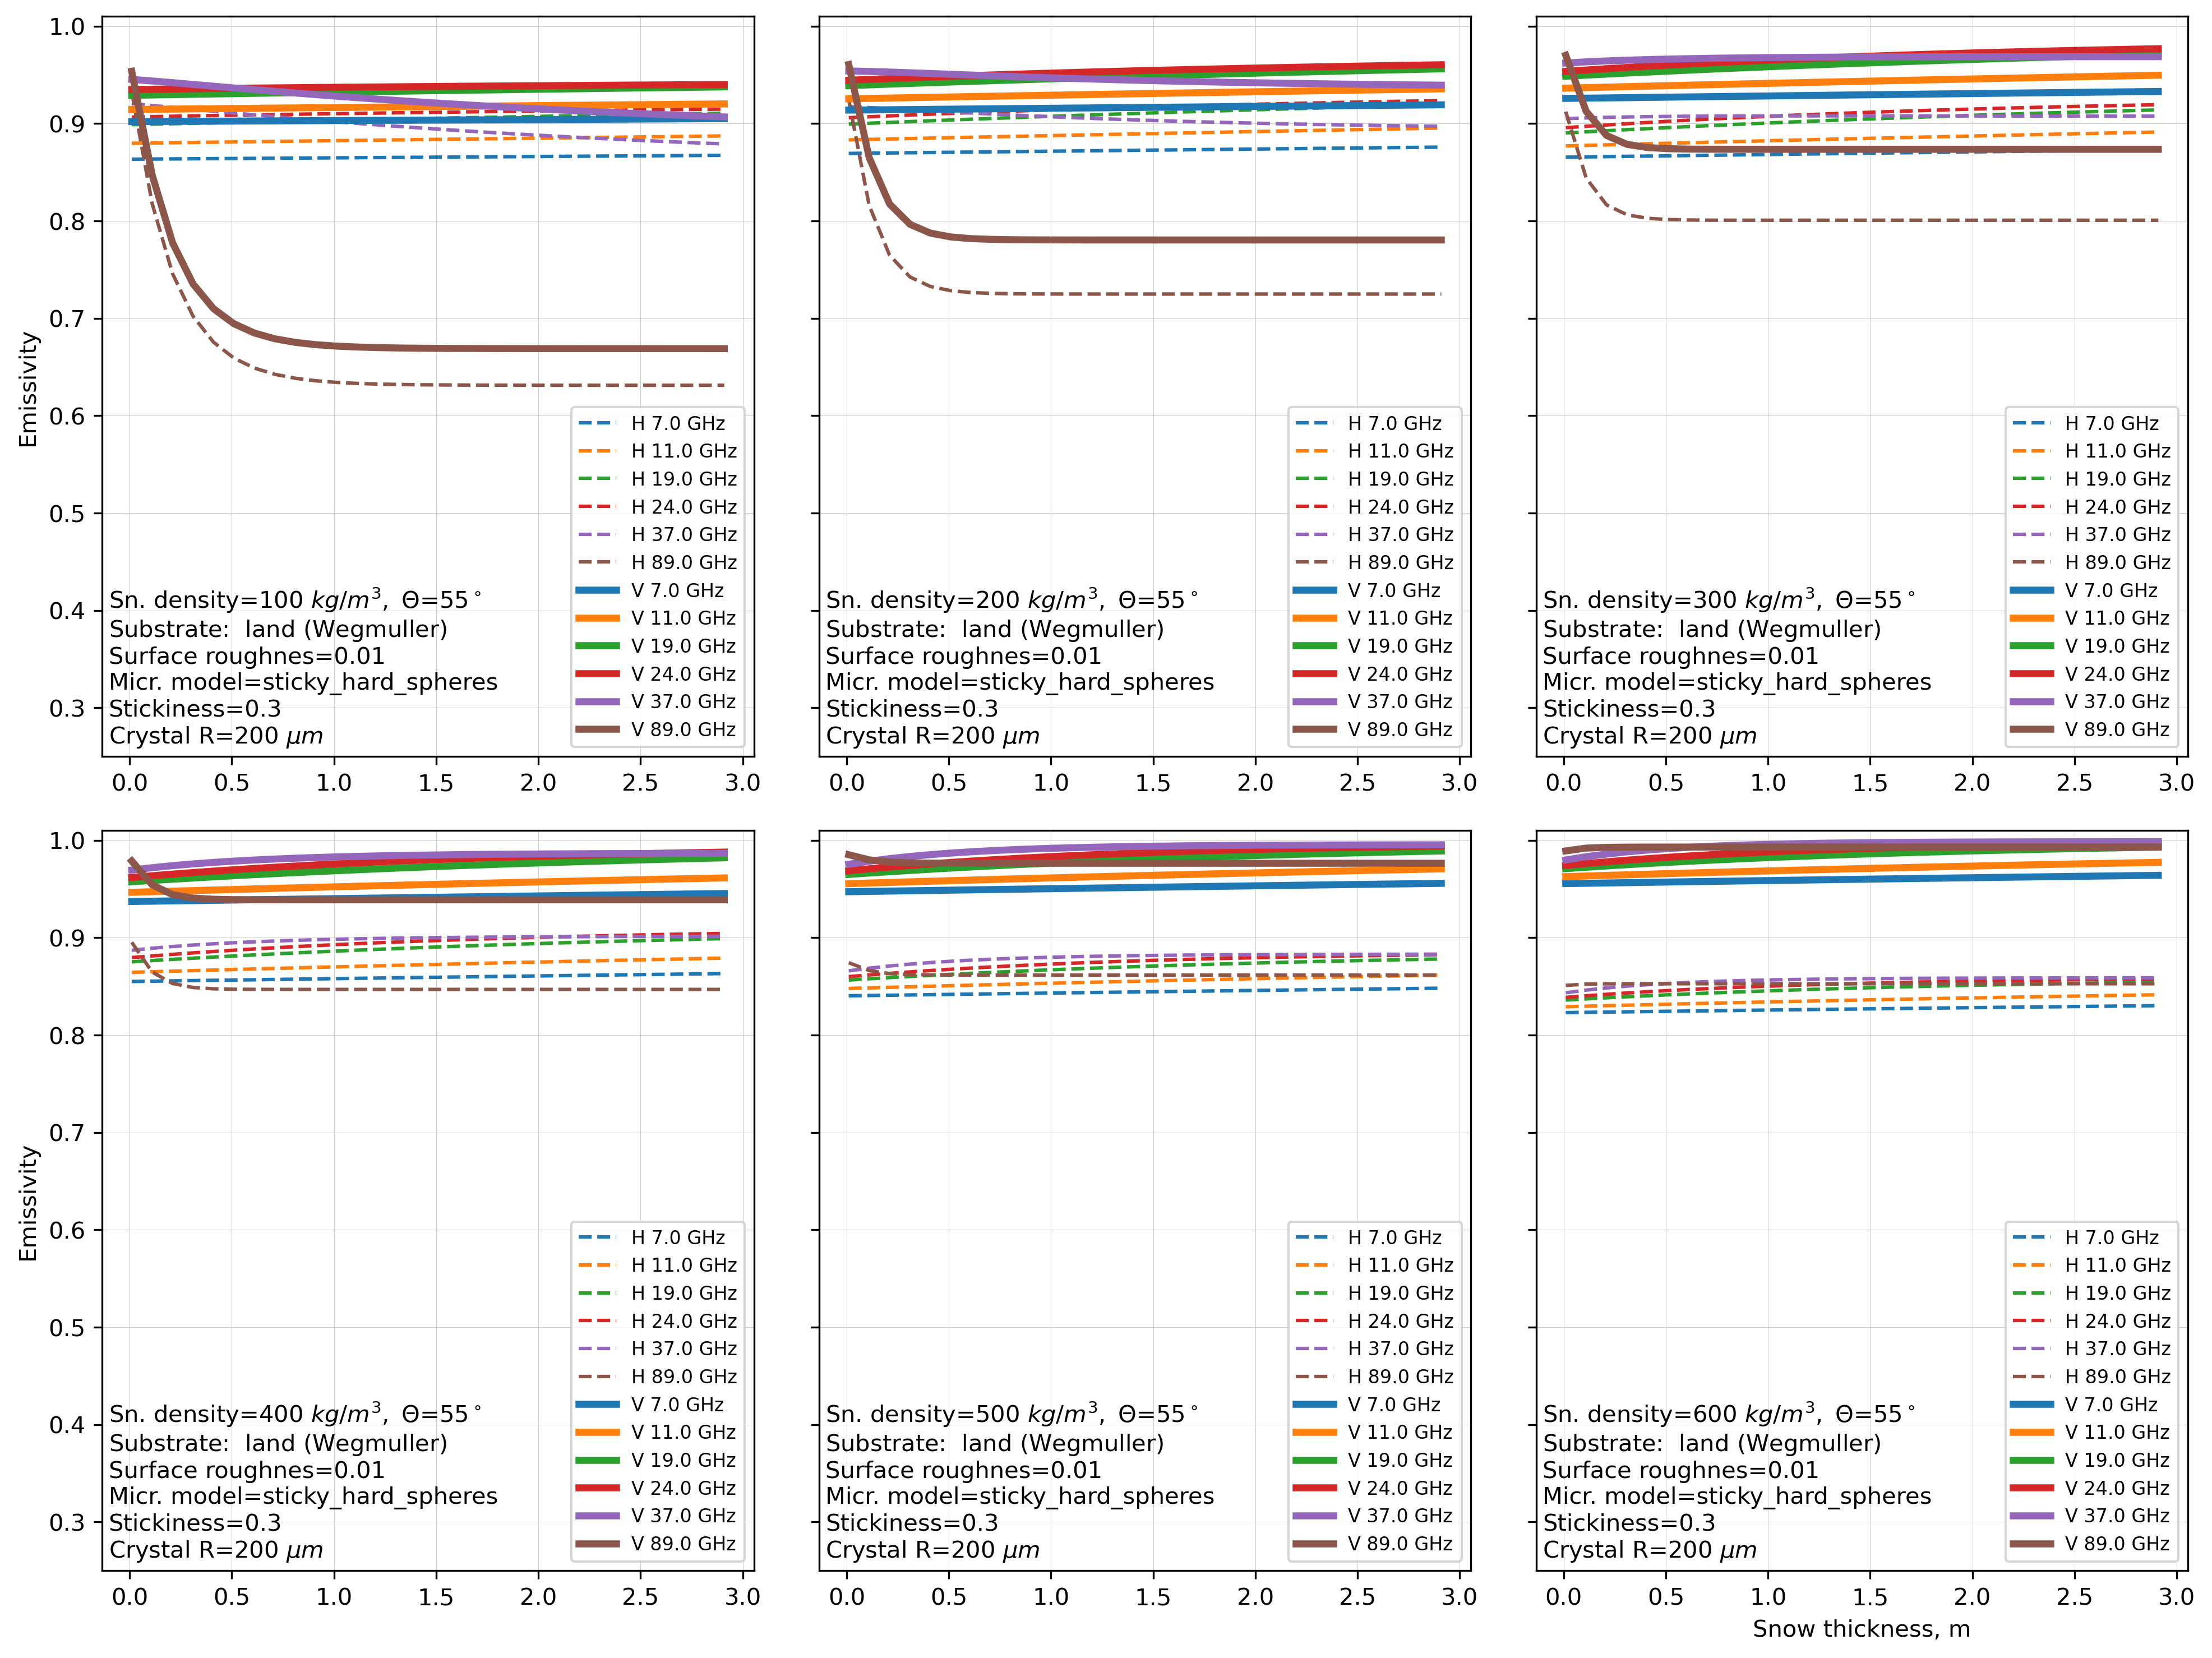 1.0
0.9
0.8
0.7
0.6
0.5
0.4
0.3
Emissivity
H 7.0 GHz
H 11.0 GHz
H 19.0 GHz
H 24.0 GHz
H 37.0 GHz
H 89.0 GHz
V 7.0 GHz
V 11.0 GHz
V 19.0 GHz
V 24.0 GHz
V 37.0 GHz
V 89.0 GHz
Sn. density=100 kg/m³, Θ=55°
Substrate: land (Wegmuller)
Surface roughnes=0.01
Micr. model=sticky_hard_spheres
Stickiness=0.3
Crystal R=200 μm
0.0 0.5 1.0 1.5 2.0 2.5 3.0
H 7.0 GHz
H 11.0 GHz
H 19.0 GHz
H 24.0 GHz
H 37.0 GHz
H 89.0 GHz
V 7.0 GHz
V 11.0 GHz
V 19.0 GHz
V 24.0 GHz
V 37.0 GHz
V 89.0 GHz
Sn. density=200 kg/m³, Θ=55°
Substrate: land (Wegmuller)
Surface roughnes=0.01
Micr. model=sticky_hard_spheres
Stickiness=0.3
Crystal R=200 μm
0.0 0.5 1.0 1.5 2.0 2.5 3.0
H 7.0 GHz
H 11.0 GHz
H 19.0 GHz
H 24.0 GHz
H 37.0 GHz
H 89.0 GHz
V 7.0 GHz
V 11.0 GHz
V 19.0 GHz
V 24.0 GHz
V 37.0 GHz
V 89.0 GHz
Sn. density=300 kg/m³, Θ=55°
Substrate: land (Wegmuller)
Surface roughnes=0.01
Micr. model=sticky_hard_spheres
Stickiness=0.3
Crystal R=200 μm
0.0 0.5 1.0 1.5 2.0 2.5 3.0
1.0
0.9
0.8
0.7
0.6
0.5
0.4
0.3
Emissivity
H 7.0 GHz
H 11.0 GHz
H 19.0 GHz
H 24.0 GHz
H 37.0 GHz
H 89.0 GHz
V 7.0 GHz
V 11.0 GHz
V 19.0 GHz
V 24.0 GHz
V 37.0 GHz
V 89.0 GHz
Sn. density=400 kg/m³, Θ=55°
Substrate: land (Wegmuller)
Surface roughnes=0.01
Micr. model=sticky_hard_spheres
Stickiness=0.3
Crystal R=200 μm
0.0 0.5 1.0 1.5 2.0 2.5 3.0
H 7.0 GHz
H 11.0 GHz
H 19.0 GHz
H 24.0 GHz
H 37.0 GHz
H 89.0 GHz
V 7.0 GHz
V 11.0 GHz
V 19.0 GHz
V 24.0 GHz
V 37.0 GHz
V 89.0 GHz
Sn. density=500 kg/m³, Θ=55°
Substrate: land (Wegmuller)
Surface roughnes=0.01
Micr. model=sticky_hard_spheres
Stickiness=0.3
Crystal R=200 μm
0.0 0.5 1.0 1.5 2.0 2.5 3.0
H 7.0 GHz
H 11.0 GHz
H 19.0 GHz
H 24.0 GHz
H 37.0 GHz
H 89.0 GHz
V 7.0 GHz
V 11.0 GHz
V 19.0 GHz
V 24.0 GHz
V 37.0 GHz
V 89.0 GHz
Sn. density=600 kg/m³, Θ=55°
Substrate: land (Wegmuller)
Surface roughnes=0.01
Micr. model=sticky_hard_spheres
Stickiness=0.3
Crystal R=200 μm
0.0 0.5 1.0 1.5 2.0 2.5 3.0
Snow thickness, m